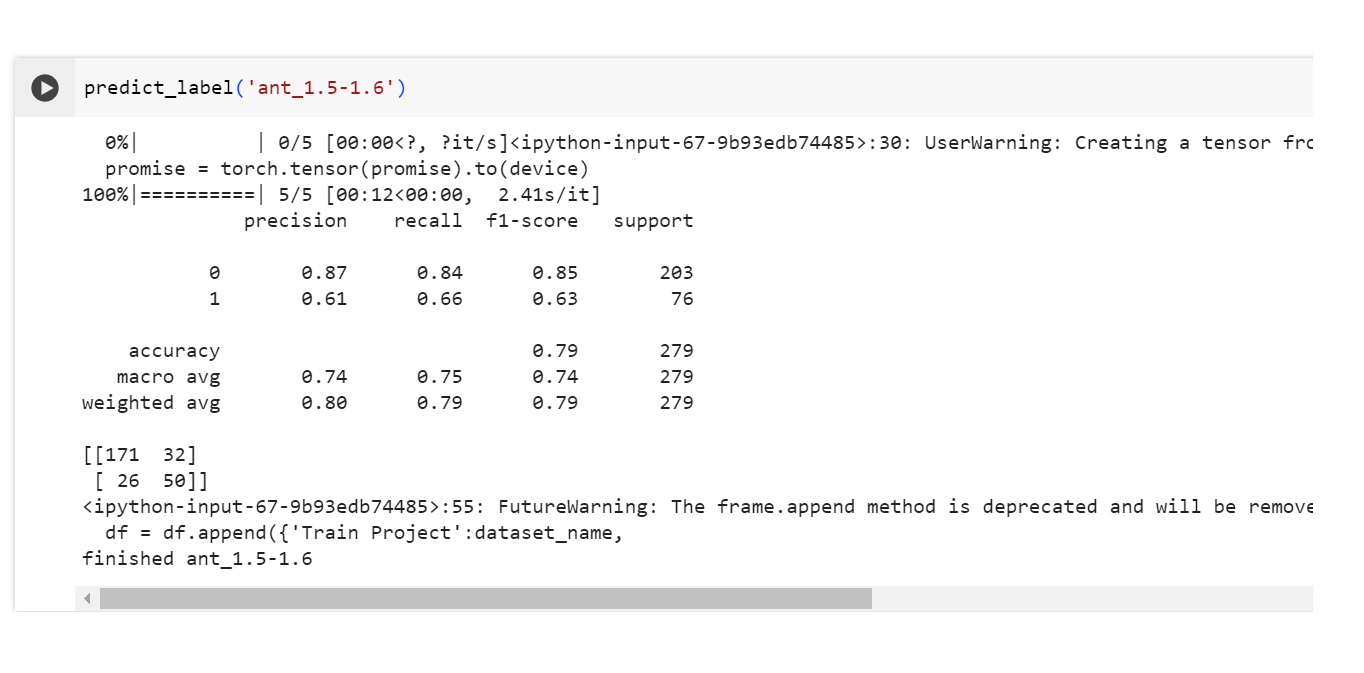 predict_label('ant_1.5-1.6')
0%| | 0/5 [00:00<?, ?it/s]<ipython-input-67-9b93edb74485>:30: UserWarning: Creating a tensor fro
promise = torch.tensor(promise).to(device)
100%|==========| 5/5 [00:12<00:00, 2.41s/it]
precision recall f1-score support
0 0.87 0.84 0.85 203
1 0.61 0.66 0.63 76
accuracy 0.79 279
macro avg 0.74 0.75 0.74 279
weighted avg 0.80 0.79 0.79 279
[[171 32]
[ 26 50]]
<ipython-input-67-9b93edb74485>:55: FutureWarning: The frame.append method is deprecated and will be remove
df = df.append({'Train Project':dataset_name,
finished ant_1.5-1.6